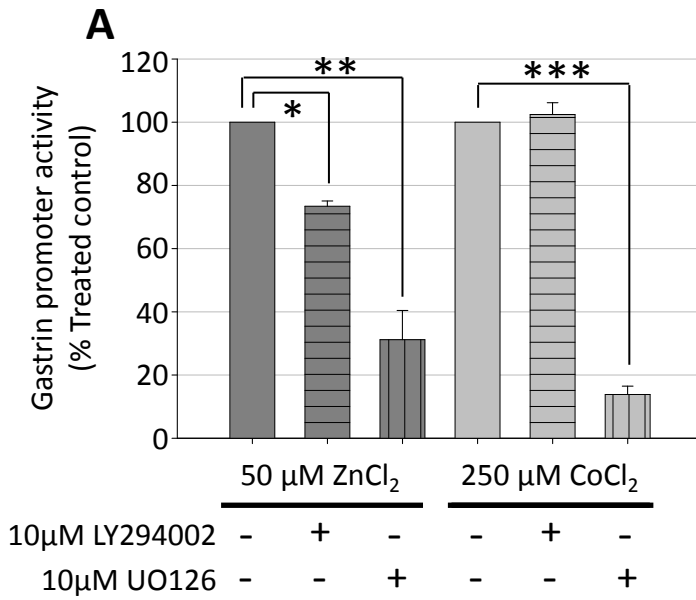 A
Gastrin promoter activity
(% Treated control)
120
100
80
60
40
20
0
**
*
***
50 µM ZnCl₂ 250 µM CoCl₂
10µM LY294002 - + - - + -
10µM UO126 - - + - - +